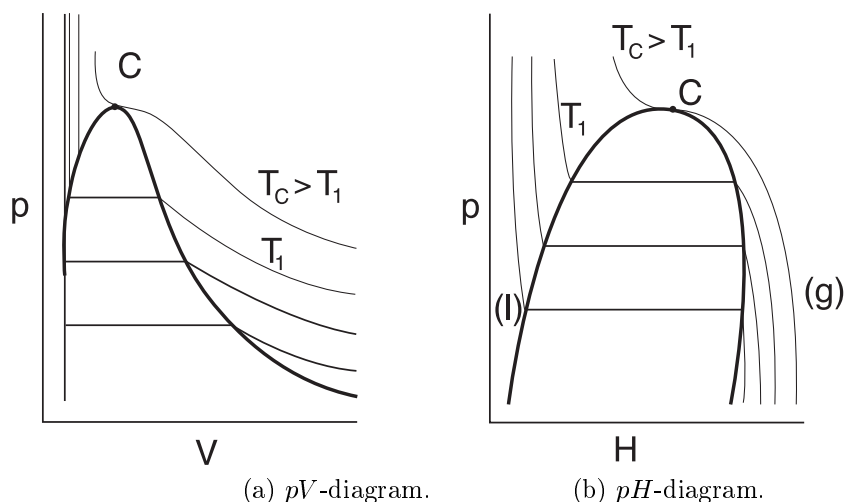 C
T_C > T_1
T_1
p
V
(a) pV-diagram.
T_C > T_1
C
T_1
p
(l)
(g)
H
(b) pH-diagram.